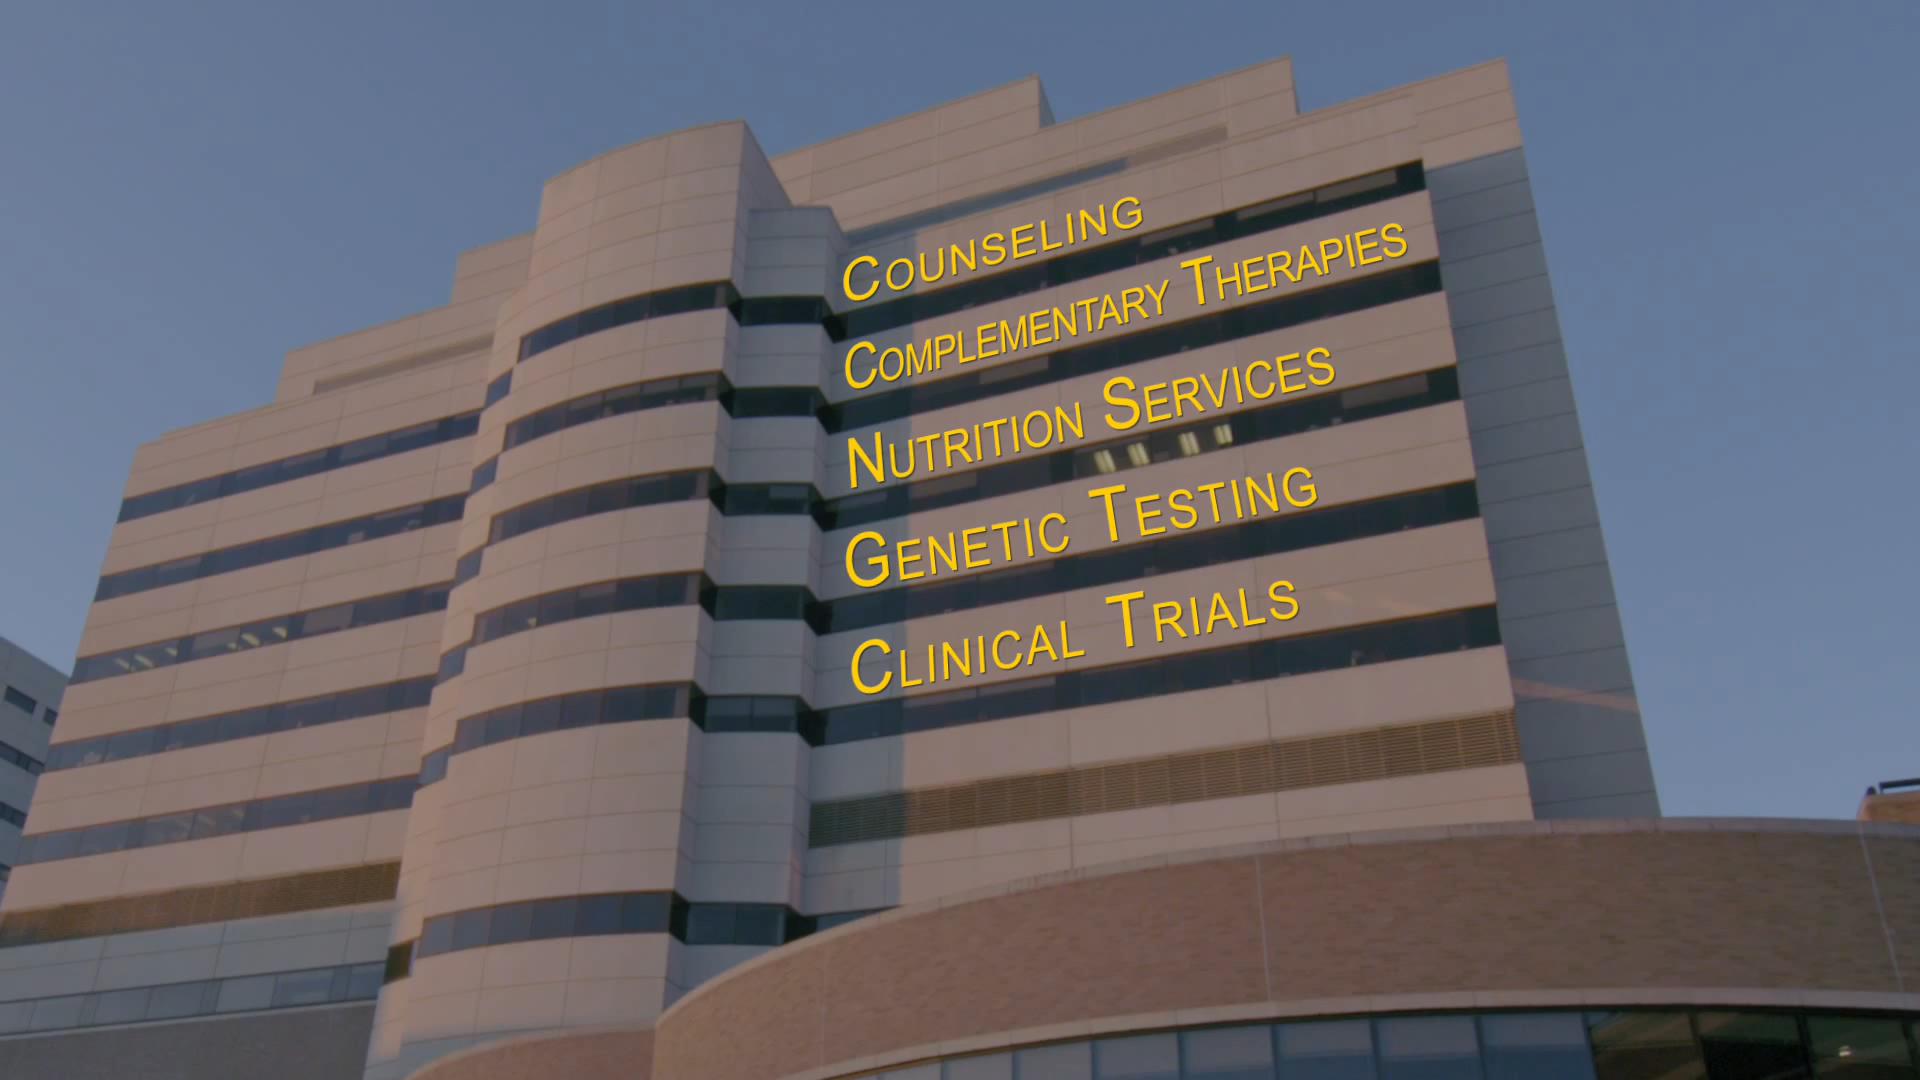 COUNSELING
COMPLEMENTARY THERAPIES
NUTRITION SERVICES
GENETIC TESTING
CLINICAL TRIALS